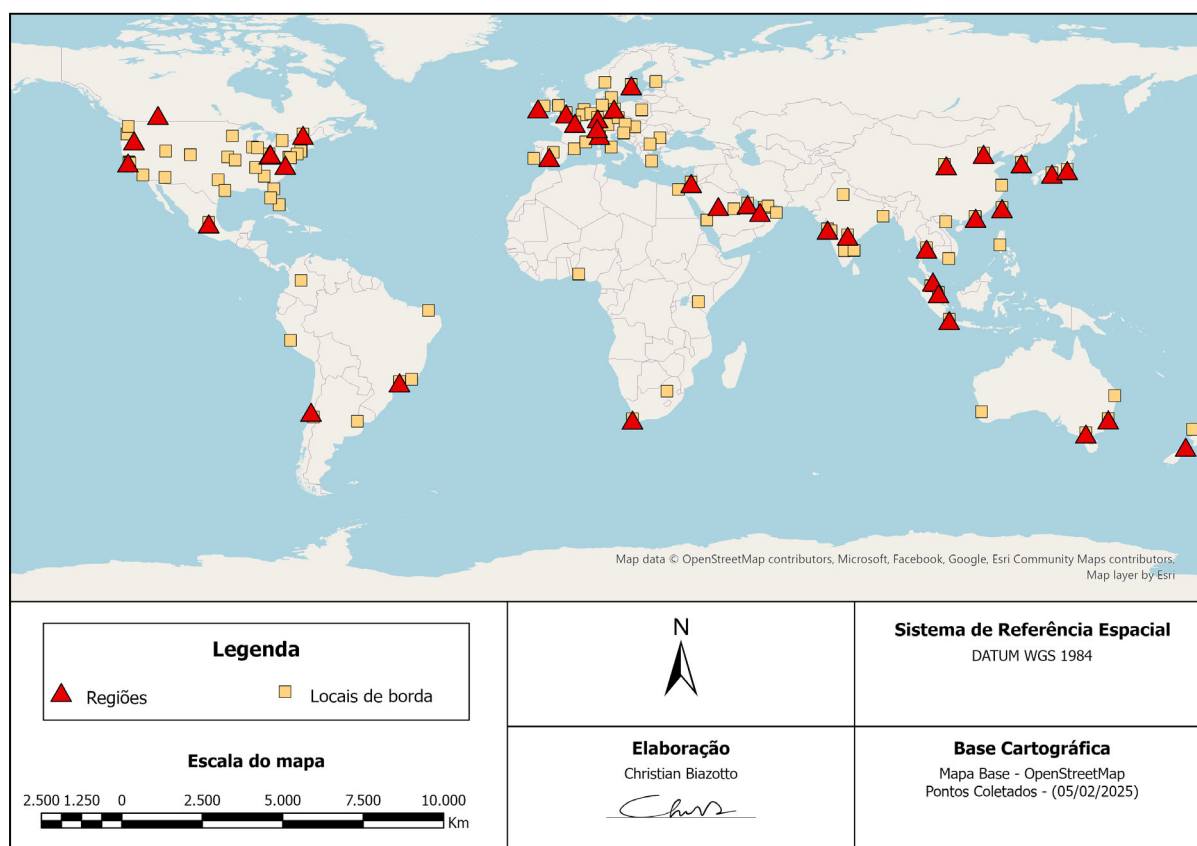 Map data © OpenStreetMap contributors, Microsoft, Facebook, Google, Esri Community Maps contributors,
Map layer by Esri
Legenda
Regiões
Locais de borda
Escala do mapa
2.500 1.250 0 2.500 5.000 7.500 10.000
Km
N
Elaboração
Christian Biazotto
Sistema de Referência Espacial
DATUM WGS 1984
Base Cartográfica
Mapa Base - OpenStreetMap
Pontos Coletados - (05/02/2025)